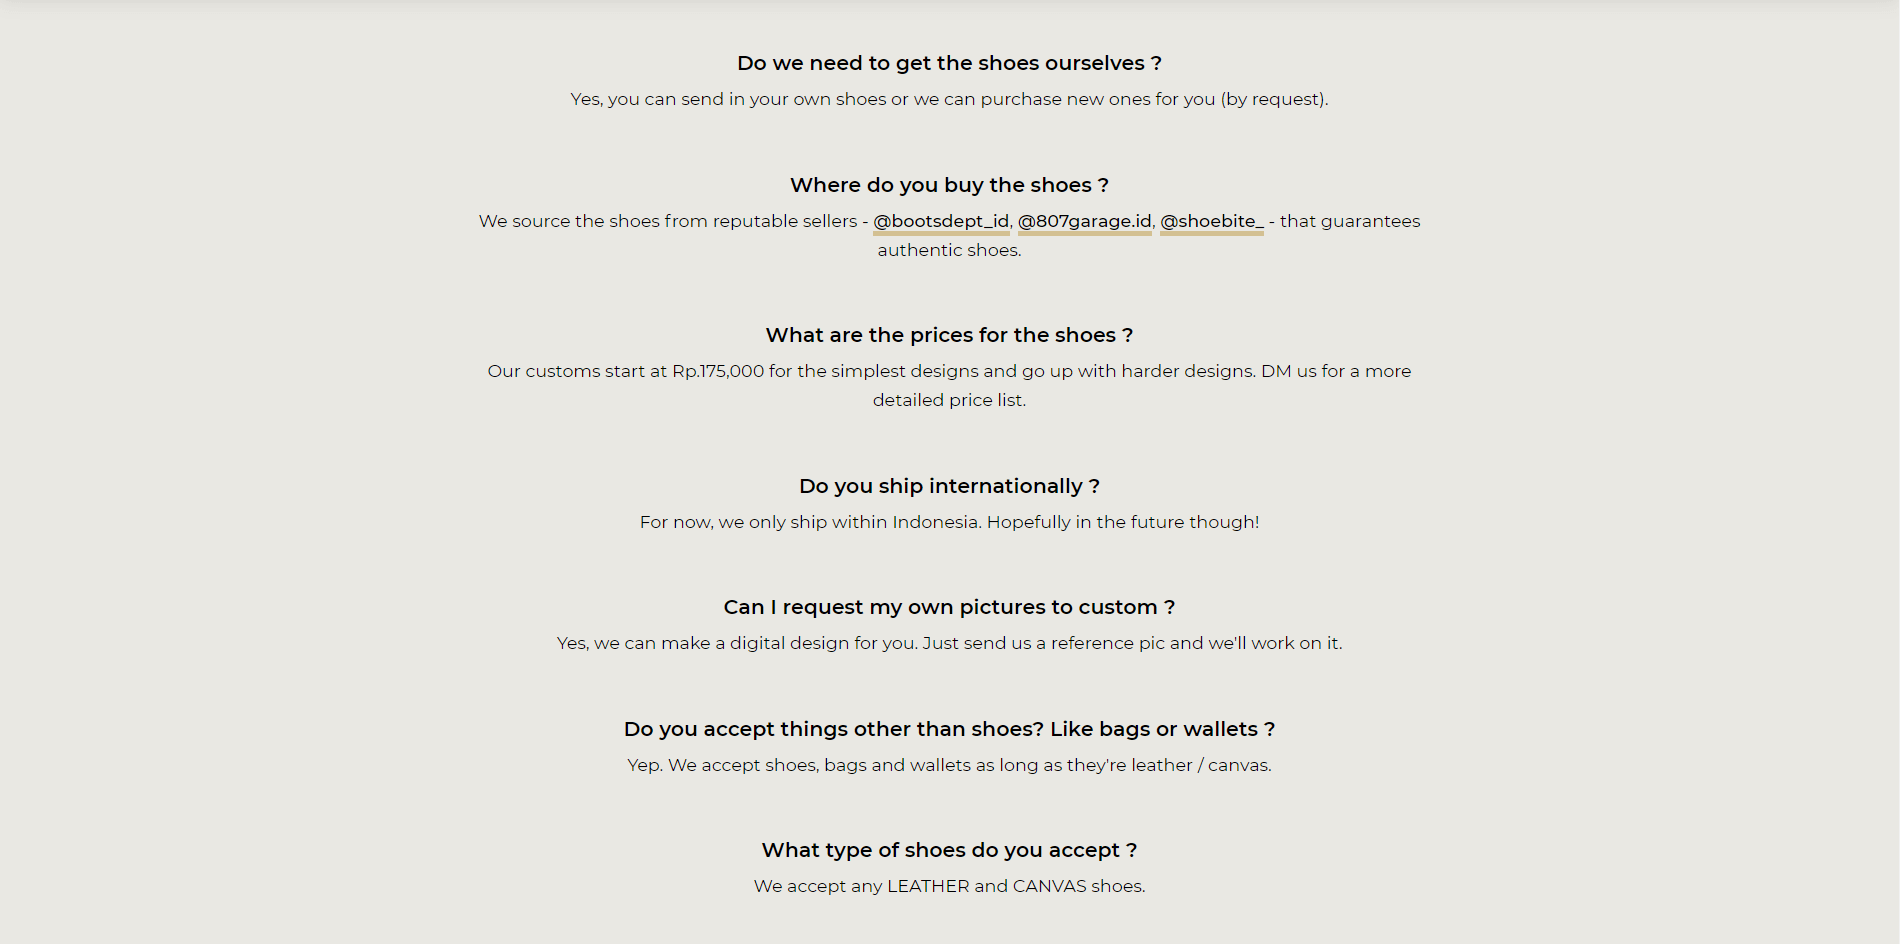 Do we need to get the shoes ourselves ?
Yes, you can send in your own shoes or we can purchase new ones for you (by request).
Where do you buy the shoes ?
We source the shoes from reputable sellers - @bootsdept_id, @807garage.id, @shoebite_ - that guarantees
authentic shoes.
What are the prices for the shoes ?
Our customs start at Rp.175,000 for the simplest designs and go up with harder designs. DM us for a more
detailed price list.
Do you ship internationally ?
For now, we only ship within Indonesia. Hopefully in the future though!
Can I request my own pictures to custom ?
Yes, we can make a digital design for you. Just send us a reference pic and we'll work on it.
Do you accept things other than shoes? Like bags or wallets ?
Yep. We accept shoes, bags and wallets as long as they're leather / canvas.
What type of shoes do you accept ?
We accept any LEATHER and CANVAS shoes.